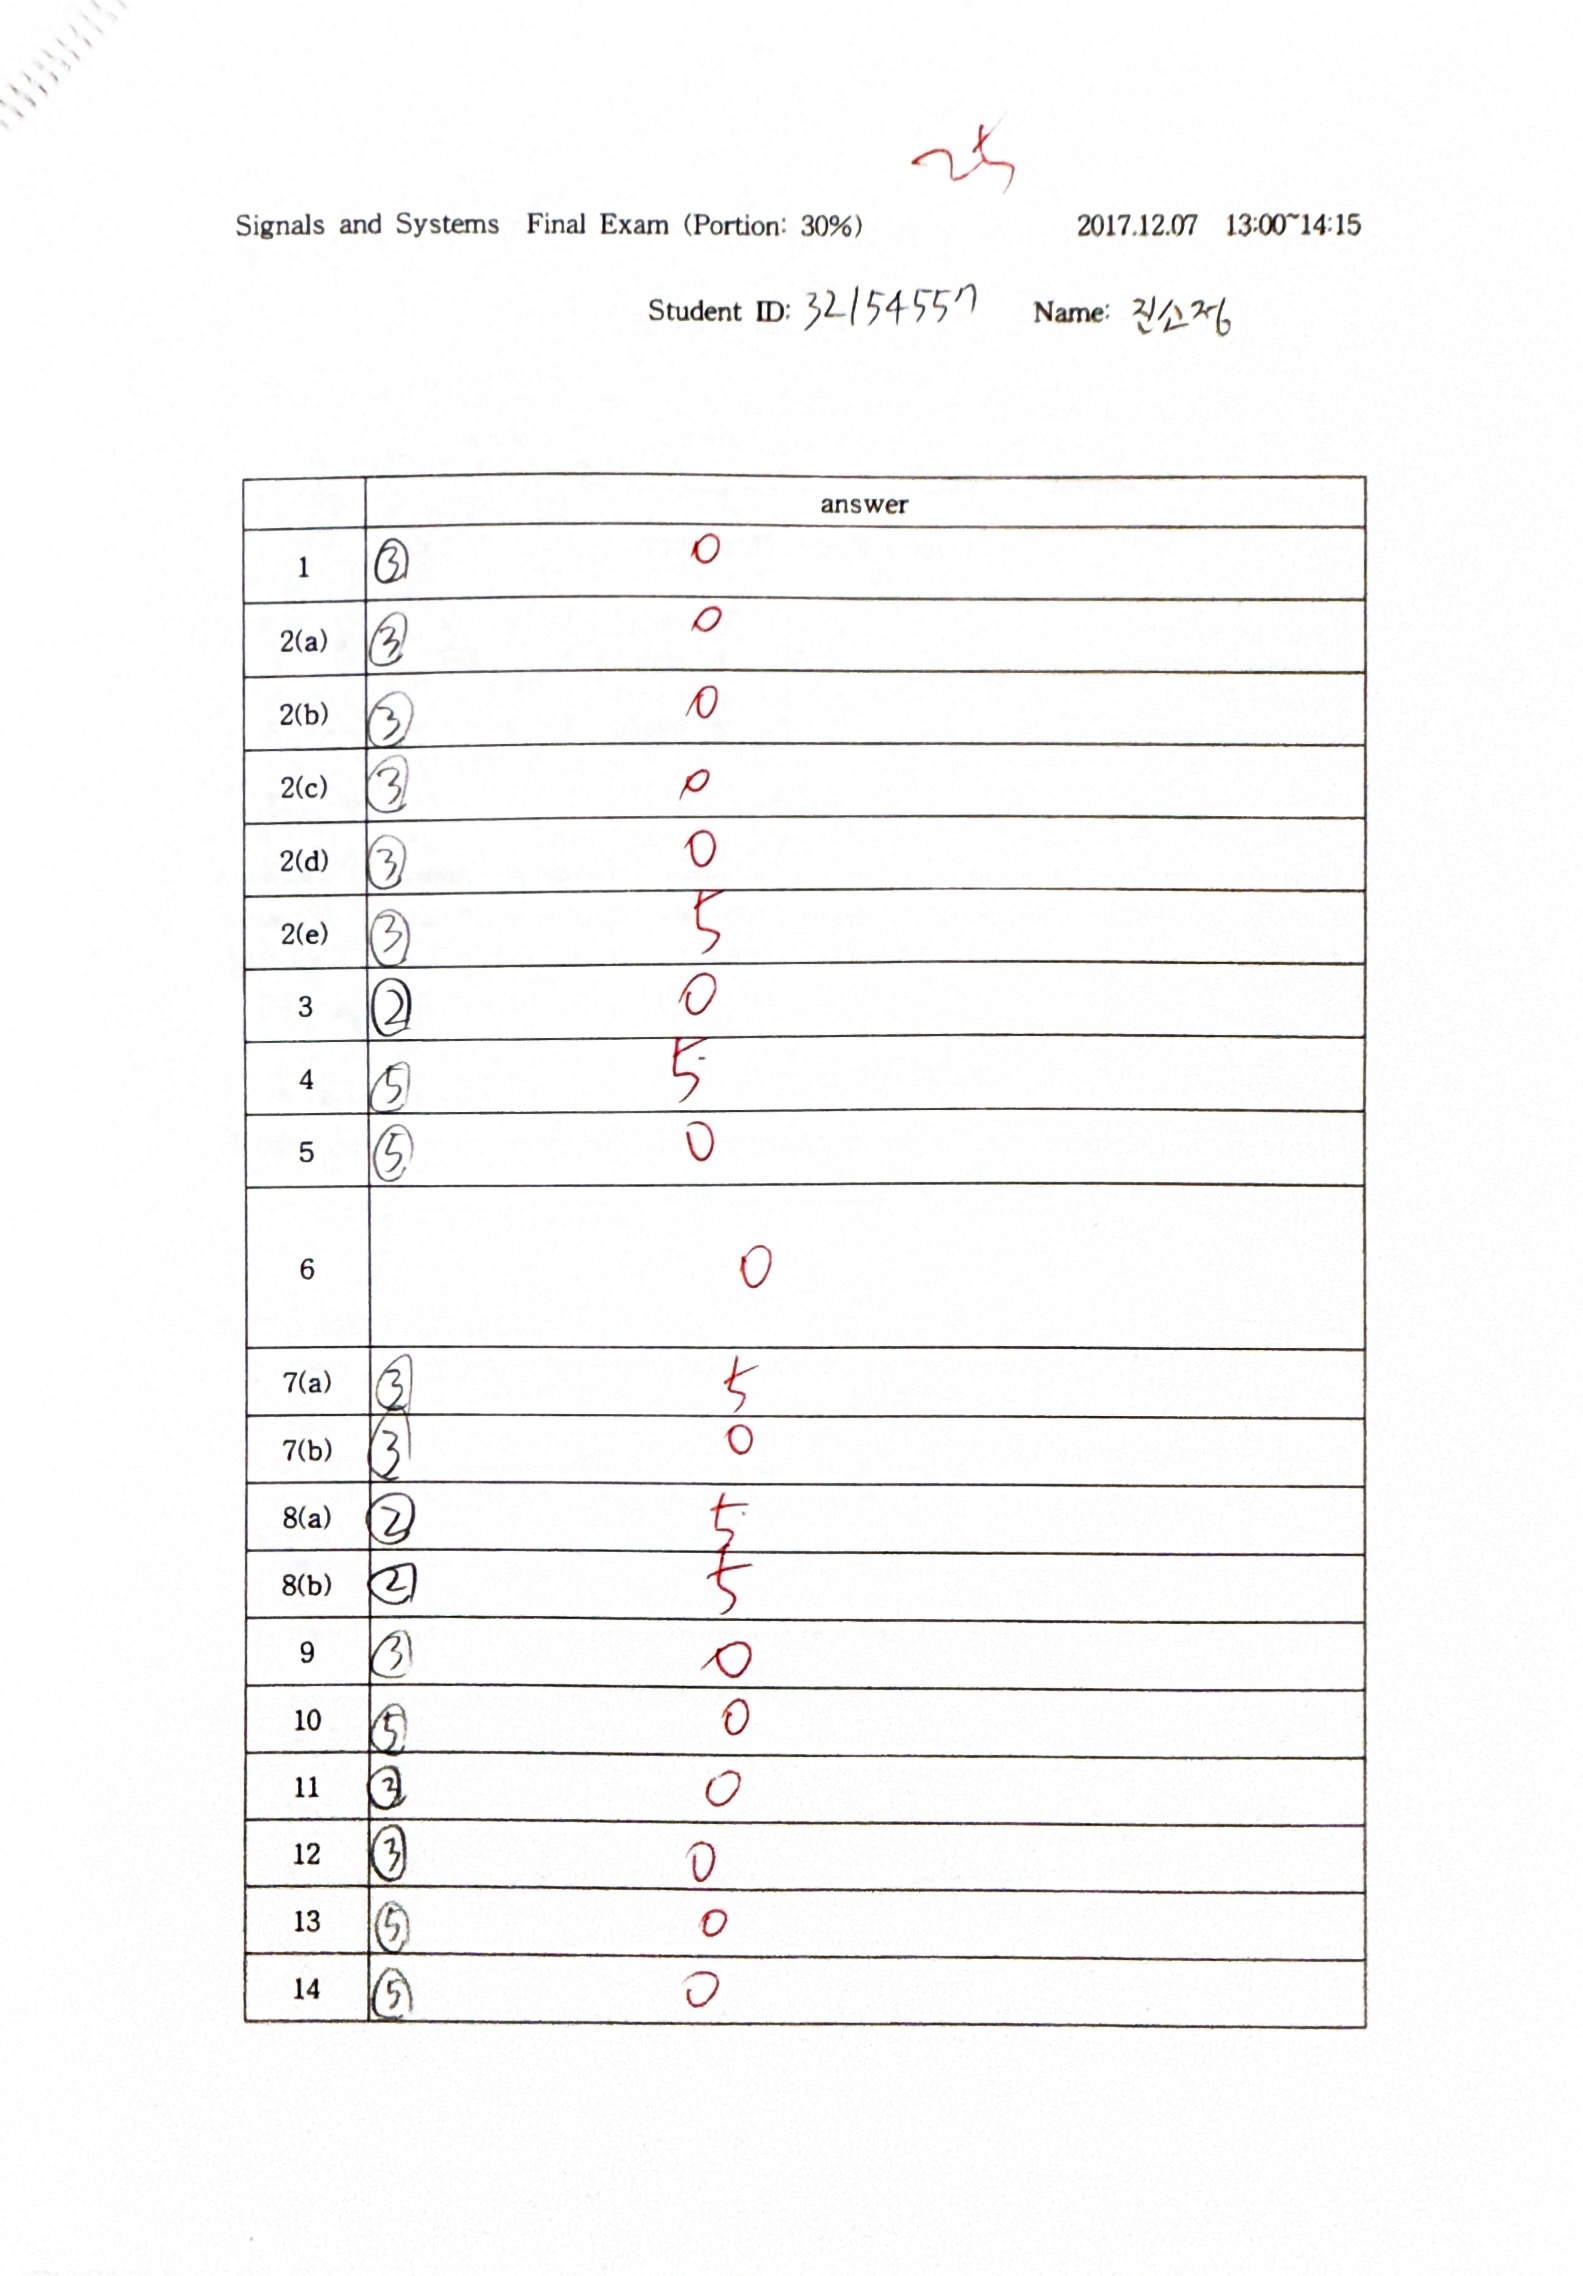 25
Signals and Systems Final Exam (Portion: 30%) 2017.12.07 13:00~14:15
Student ID: 32154557 Name: 진소정
answer
1 ③ 0
2(a) ③ 0
2(b) ③ 0
2(c) ③ 0
2(d) ③ 0
2(e) ③ 5
3 ② 0
4 ⑤ 5
5 ⑤ 0
6 0
7(a) ③ 5
7(b) ③ 0
8(a) ② 5
8(b) ② 5
9 ③ 0
10 ⑤ 0
11 0
12 ③ 0
13 ⑤ 0
14 ⑤ 0